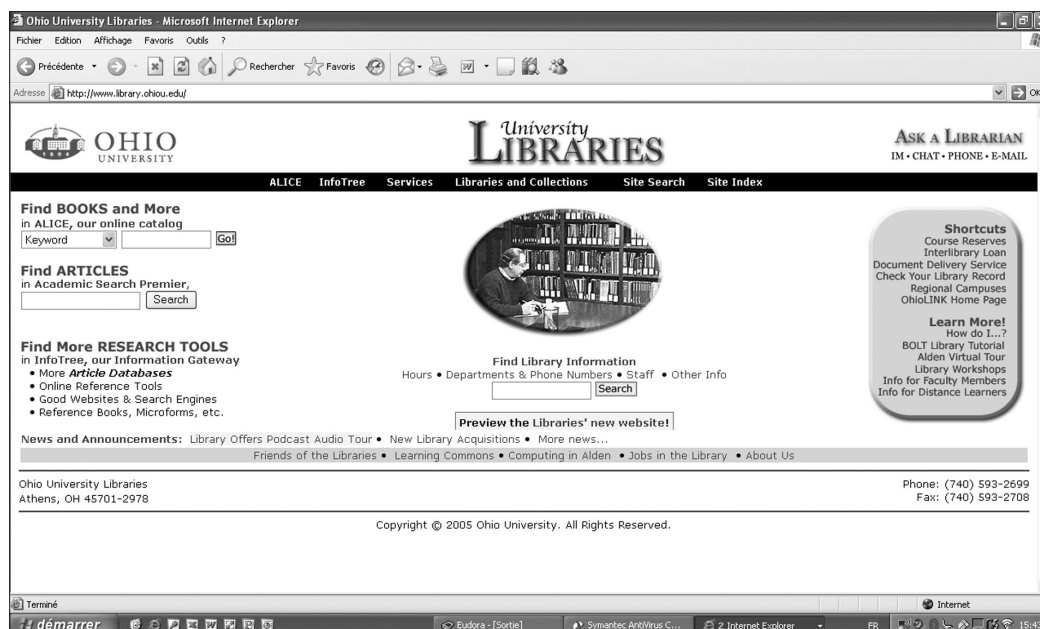 Ohio University Libraries - Microsoft Internet Explorer
Fichier Edition Affichage Favoris Outils ?
Précédente Rechercher Favoris
Adresse http://www.library.ohiou.edu/ OK
OHIO
UNIVERSITY
1804
University
LIBRARIES
ASK A LIBRARIAN
IM • CHAT • PHONE • E-MAIL
ALICE InfoTree Services Libraries and Collections Site Search Site Index
Find BOOKS and More
in ALICE, our online catalog
Keyword Go!
Find ARTICLES
in Academic Search Premier,
Search
Find More RESEARCH TOOLS
in InfoTree, our Information Gateway
• More Article Databases
• Online Reference Tools
• Good Websites & Search Engines
• Reference Books, Microforms, etc.
Find Library Information
Hours • Departments & Phone Numbers • Staff • Other Info
Search
Preview the Libraries' new website!
Shortcuts
Course Reserves
Interlibrary Loan
Document Delivery Service
Check Your Library Record
Regional Campuses
OhioLINK Home Page
Learn More!
How do I...?
BOLT Library Tutorial
Alden Virtual Tour
Library Workshops
Info for Faculty Members
Info for Distance Learners
News and Announcements: Library Offers Podcast Audio Tour • New Library Acquisitions • More news...
Friends of the Libraries • Learning Commons • Computing in Alden • Jobs in the Library • About Us
Ohio University Libraries
Athens, OH 45701-2978
Phone: (740) 593-2699
Fax: (740) 593-2708
Copyright © 2005 Ohio University. All Rights Reserved.
Terminé Internet
démarrer Eudora - [Sortie] Symantec AntiVirus C... 2 Internet Explorer FR 15:43